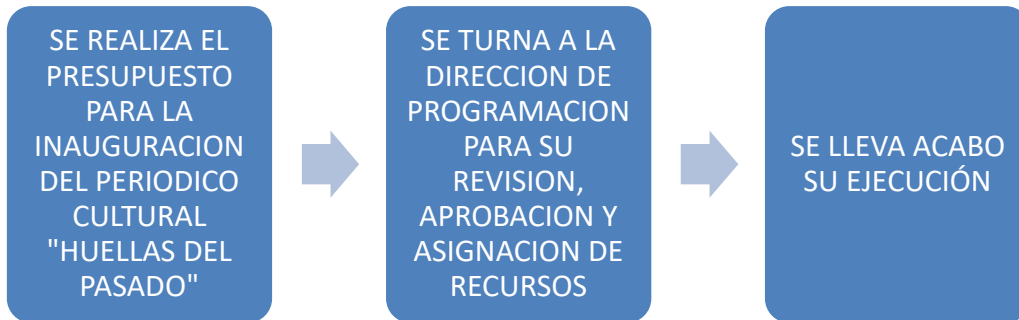 SE REALIZA EL
PRESUPUESTO
PARA LA
INAUGURACION
DEL PERIODICO
CULTURAL
"HUELLAS DEL
PASADO"
SE TURNA A LA
DIRECCION DE
PROGRAMACION
PARA SU
REVISION,
APROBACION Y
ASIGNACION DE
RECURSOS
SE LLEVA ACABO
SU EJECUCIÓN